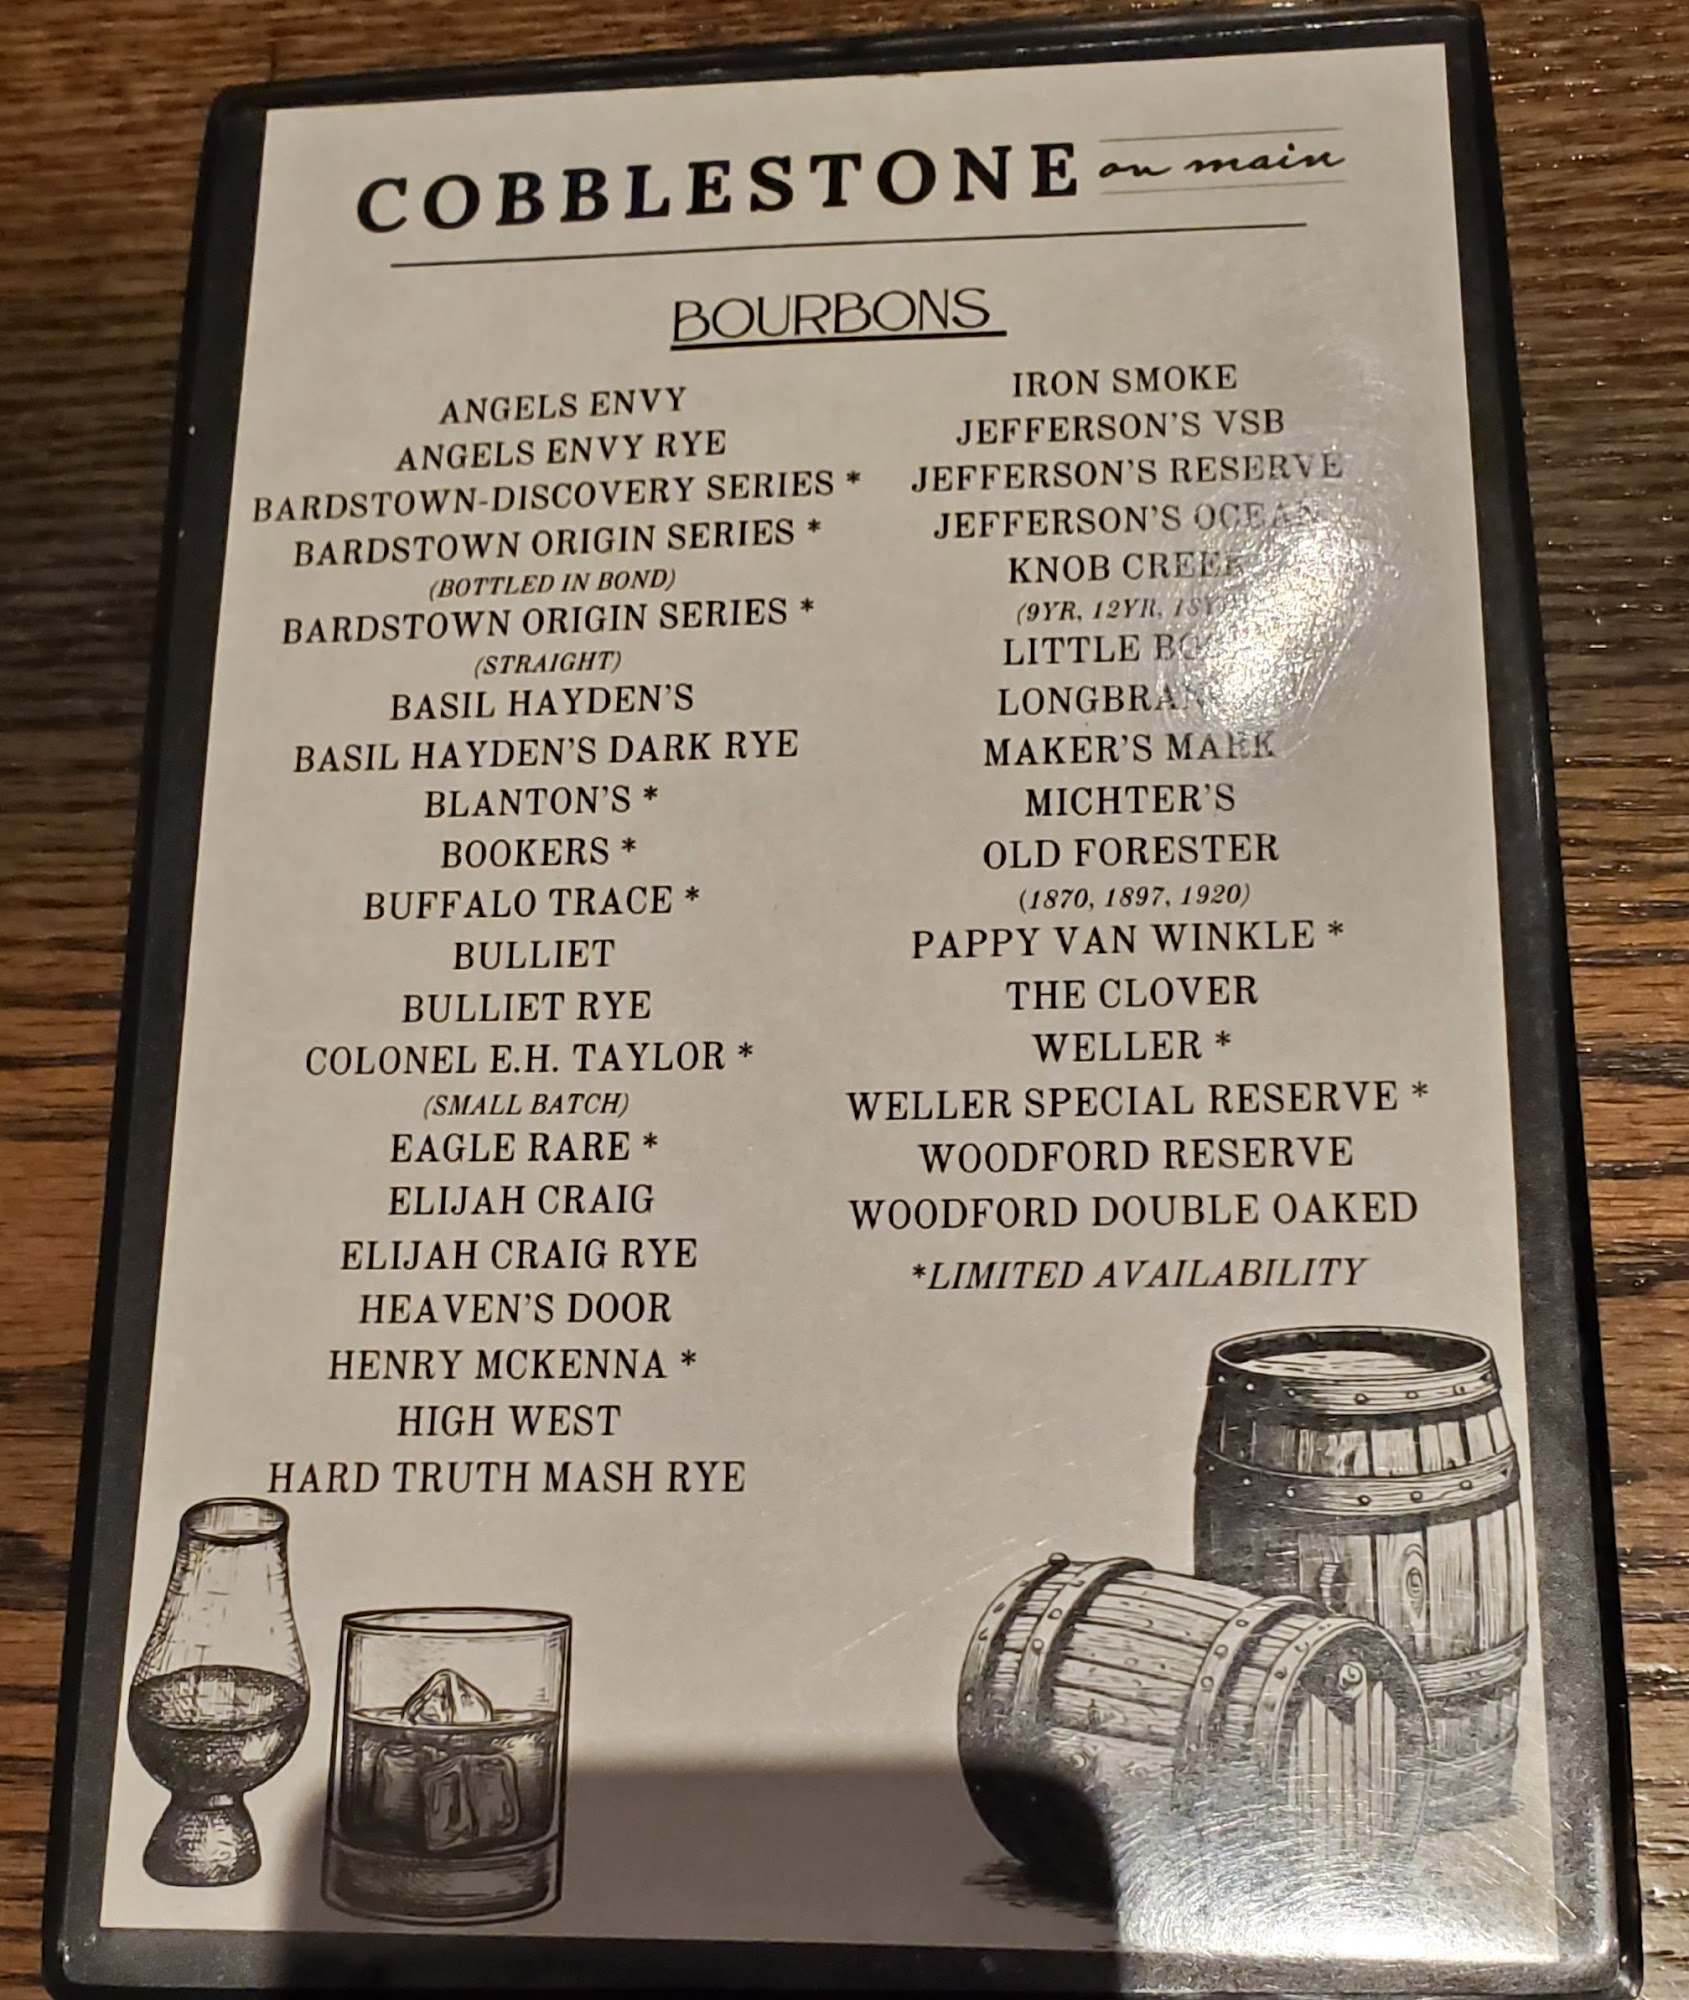 COBBLESTONE on main
BOURBONS
ANGELS ENVY
ANGELS ENVY RYE
BARDSTOWN-DISCOVERY SERIES *
BARDSTOWN ORIGIN SERIES *
(BOTTLED IN BOND)
BARDSTOWN ORIGIN SERIES *
(STRAIGHT)
BASIL HAYDEN'S
BASIL HAYDEN'S DARK RYE
BLANTON'S *
BOOKERS *
BUFFALO TRACE *
BULLIET
BULLIET RYE
COLONEL E.H. TAYLOR *
(SMALL BATCH)
EAGLE RARE *
ELIJAH CRAIG
ELIJAH CRAIG RYE
HEAVEN'S DOOR
HENRY MCKENNA *
HIGH WEST
HARD TRUTH MASH RYE
IRON SMOKE
JEFFERSON'S VSB
JEFFERSON'S RESERVE
JEFFERSON'S OCEAN
KNOB CREEK
(9YR, 12YR,
LITTLE
MAKER'S MARK
MICHTER'S
OLD FORESTER
(1870, 1897, 1920)
PAPPY VAN WINKLE *
THE CLOVER
WELLER *
WELLER SPECIAL RESERVE *
WOODFORD RESERVE
WOODFORD DOUBLE OAKED
*LIMITED AVAILABILITY